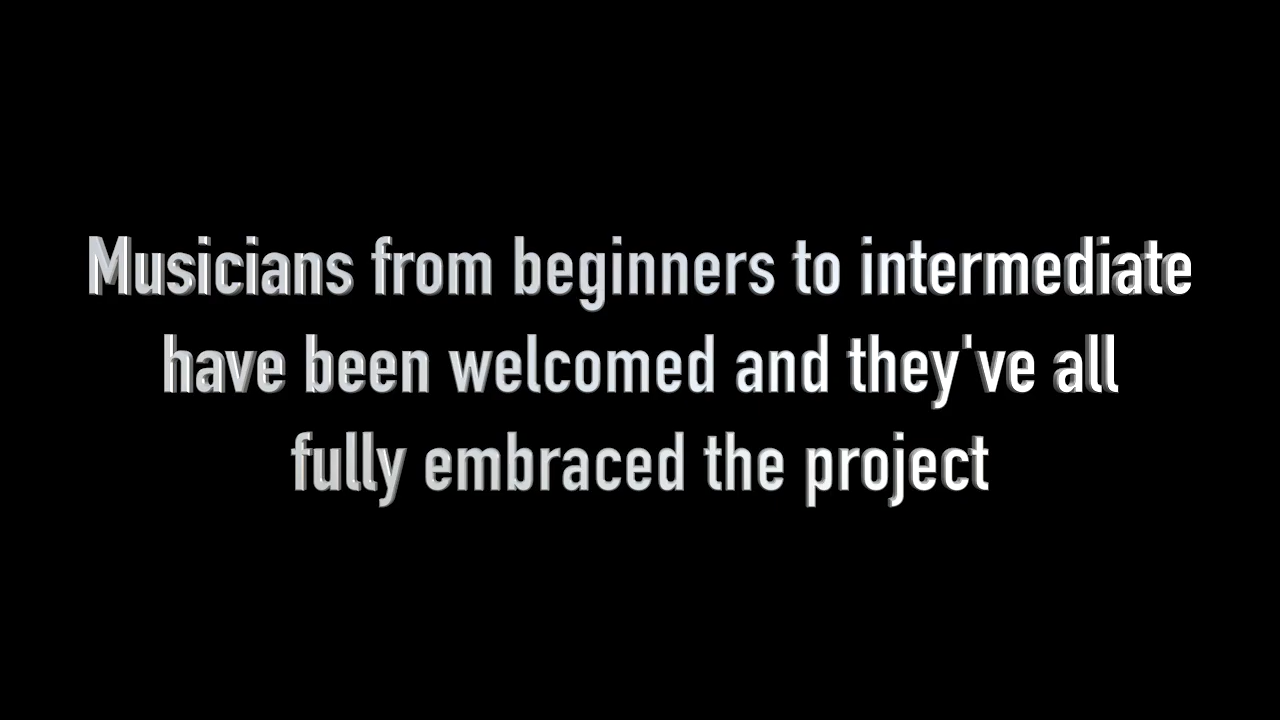 Musicians from beginners to intermediate
have been welcomed and they've all
fully embraced the project